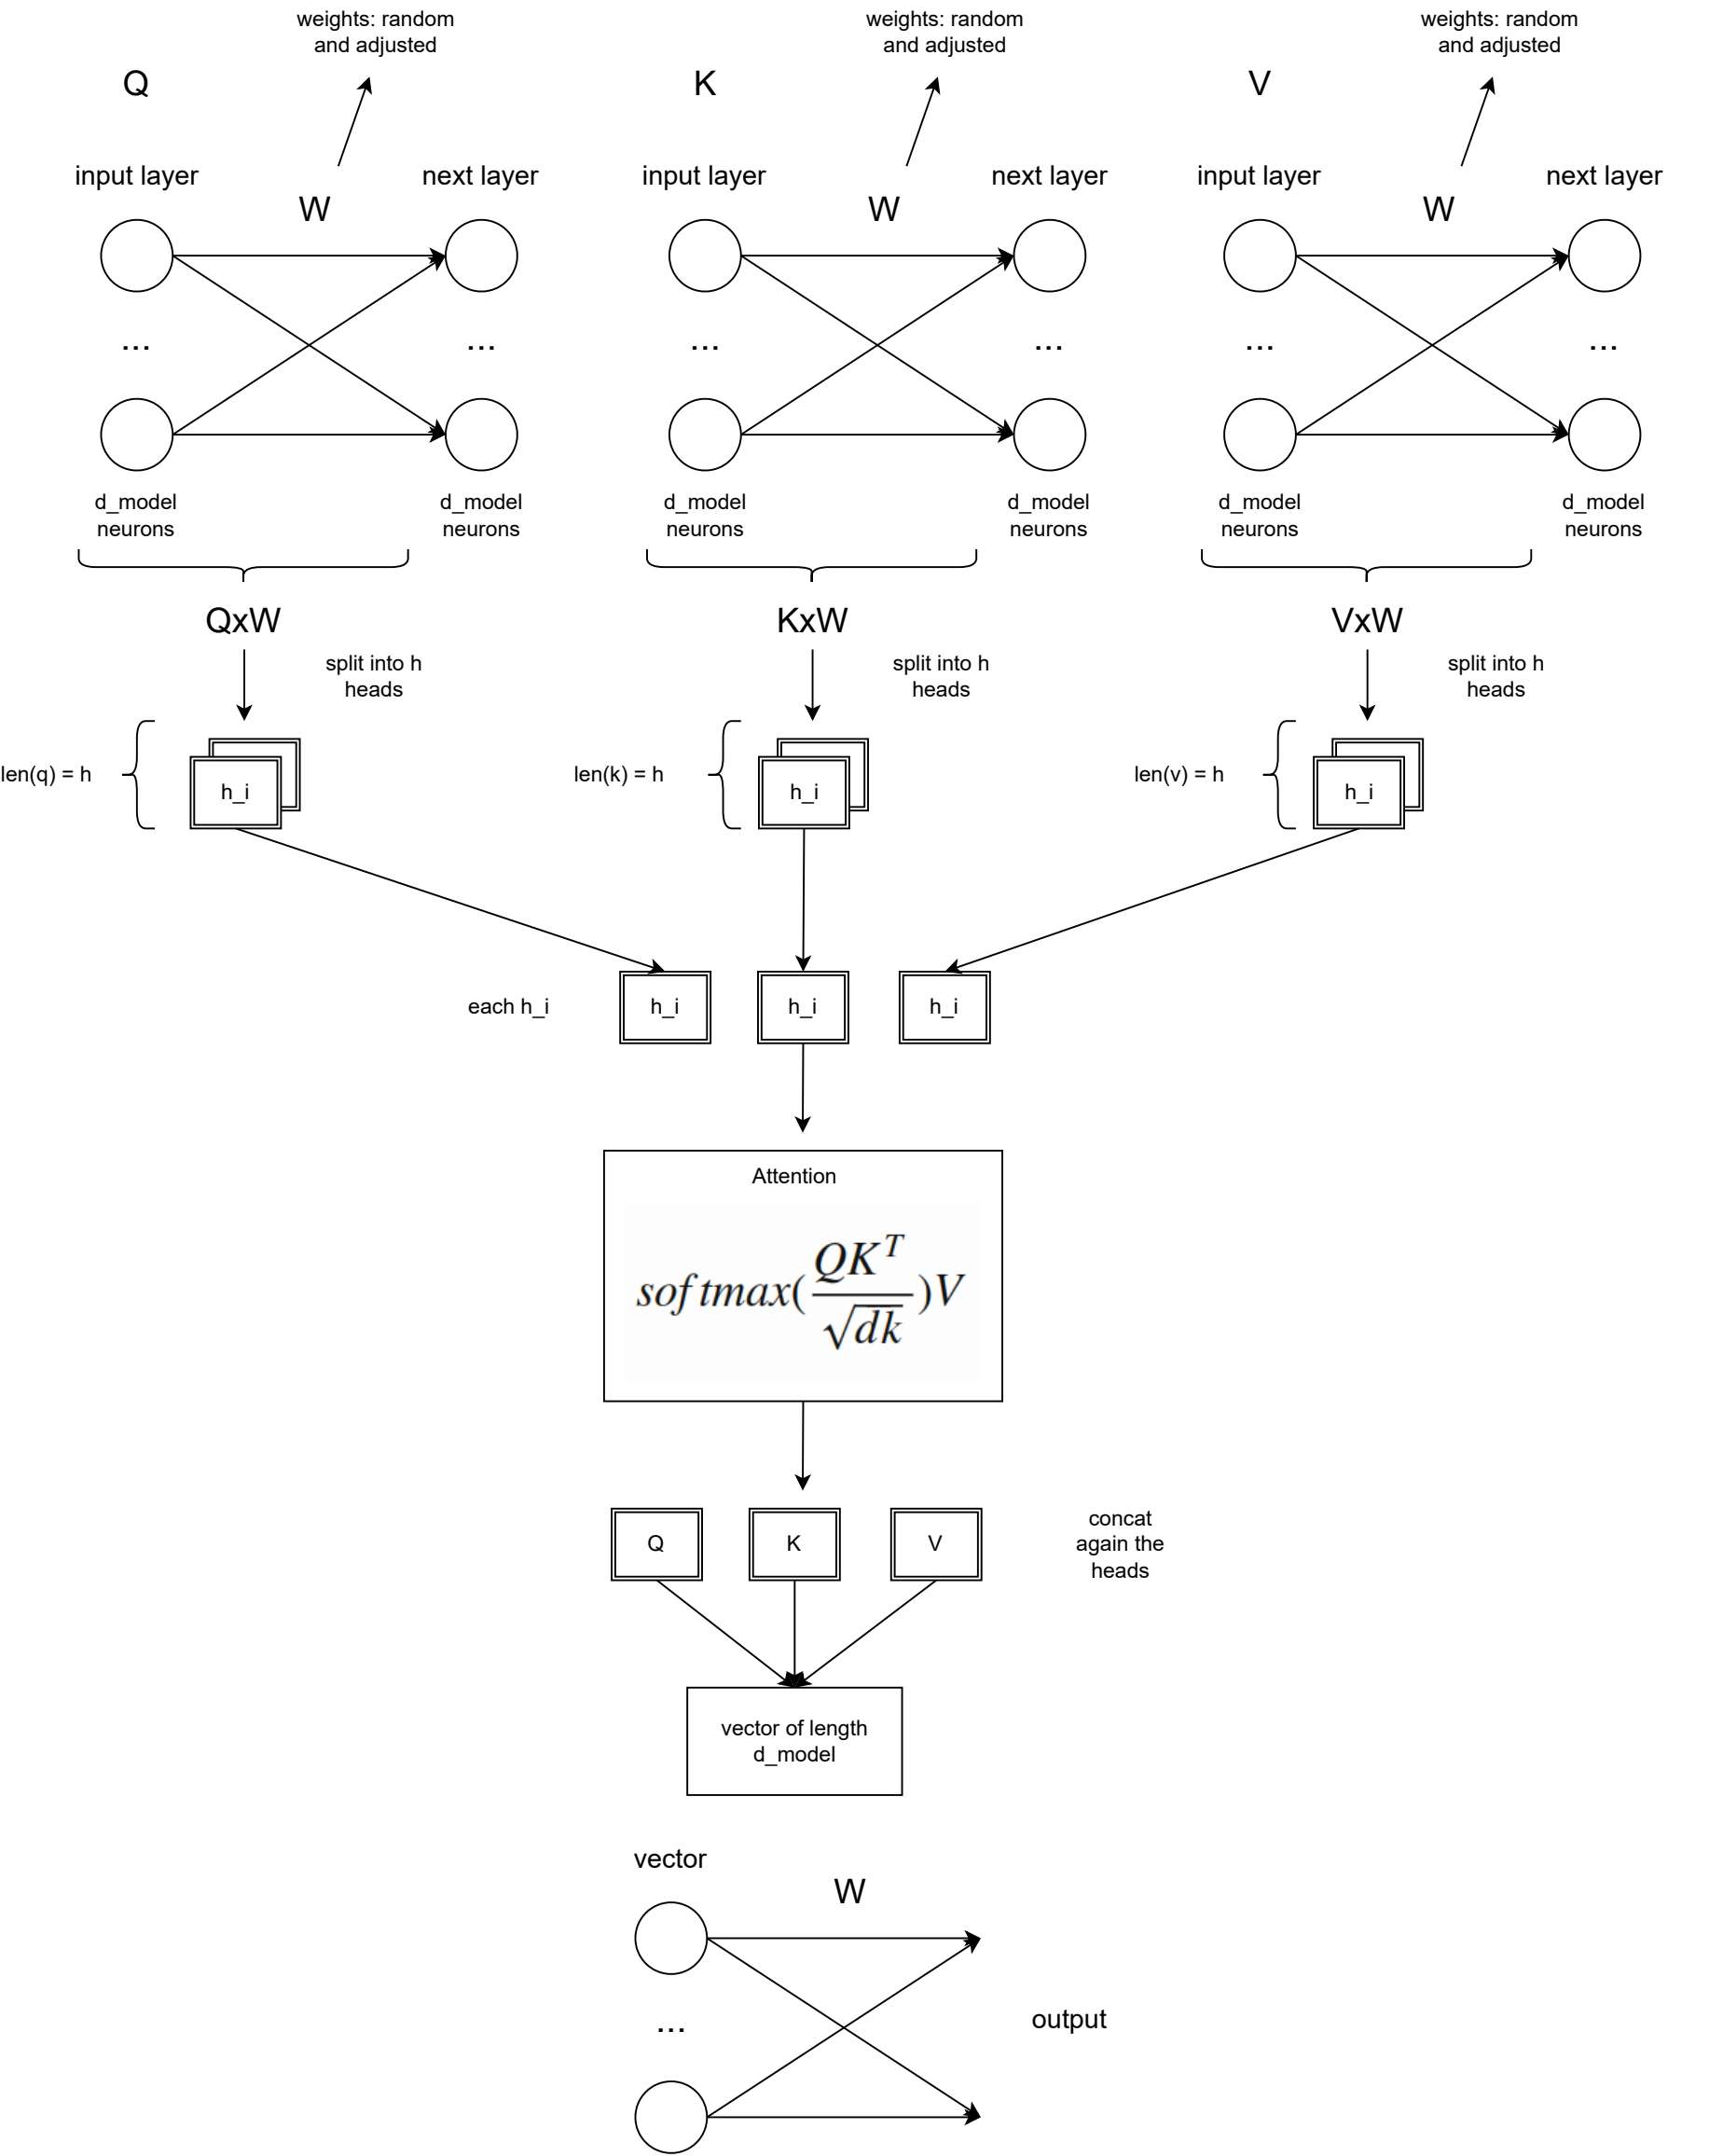 weights: random
and adjusted
weights: random
and adjusted
weights: random
and adjusted
Q
K
V
input layer
next layer
input layer
next layer
input layer
next layer
W
W
W
...
...
...
...
...
...
d_model
neurons
d_model
neurons
d_model
neurons
d_model
neurons
d_model
neurons
d_model
neurons
QxW
KxW
VxW
split into h
heads
split into h
heads
split into h
heads
len(q) = h
h_i
len(k) = h
h_i
len(v) = h
h_i
each h_i
h_i
h_i
h_i
Attention
softmax(QK^T/√dk)V
Q
K
V
concat
again the
heads
vector of length
d_model
vector
W
...
output